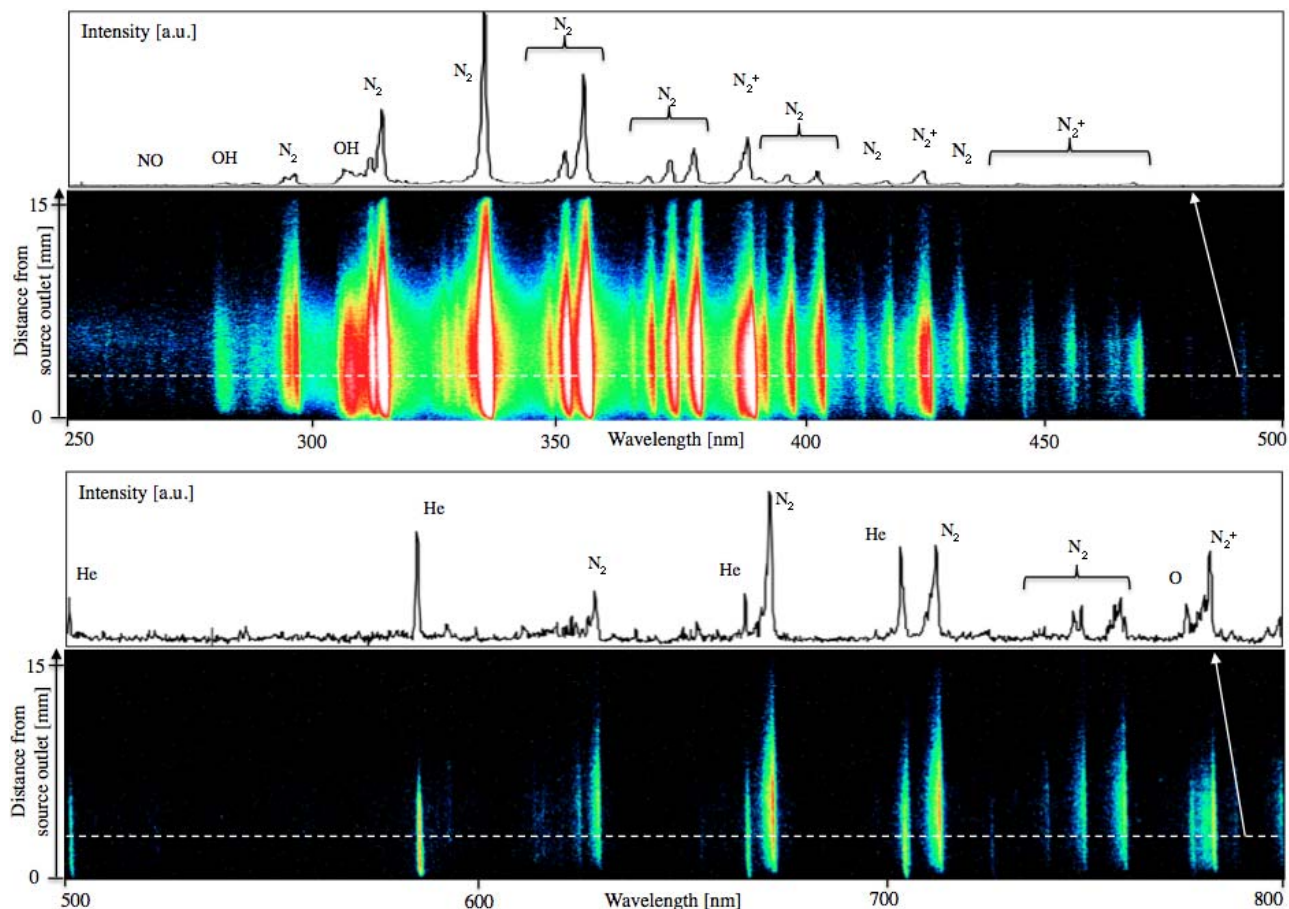 Intensity [a.u.]
NO
OH
N₂
OH
N₂
N₂
N₂
N₂
N₂⁺
N₂
N₂
N₂⁺
N₂
N₂⁺
Distance from
source outlet [mm]
15
0
250
300
350
Wavelength [nm]
400
450
500
Intensity [a.u.]
He
He
N₂
He
N₂
He
N₂
N₂
O
N₂⁺
Distance from
source outlet [mm]
15
0
500
600
Wavelength [nm]
700
800